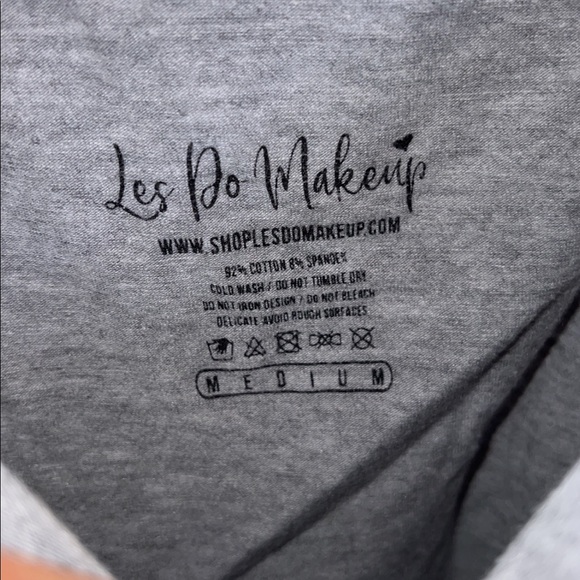 Les Do Makeup
WWW.SHOPLESDOMAKEUP.COM
92% COTTON 8% SPANDEX
COLD WASH / DO NOT TUMBLE DRY
DO NOT IRON DESIGN / DO NOT BLEACH
DELICATE AVOID ROUGH SURFACES
MEDIUM